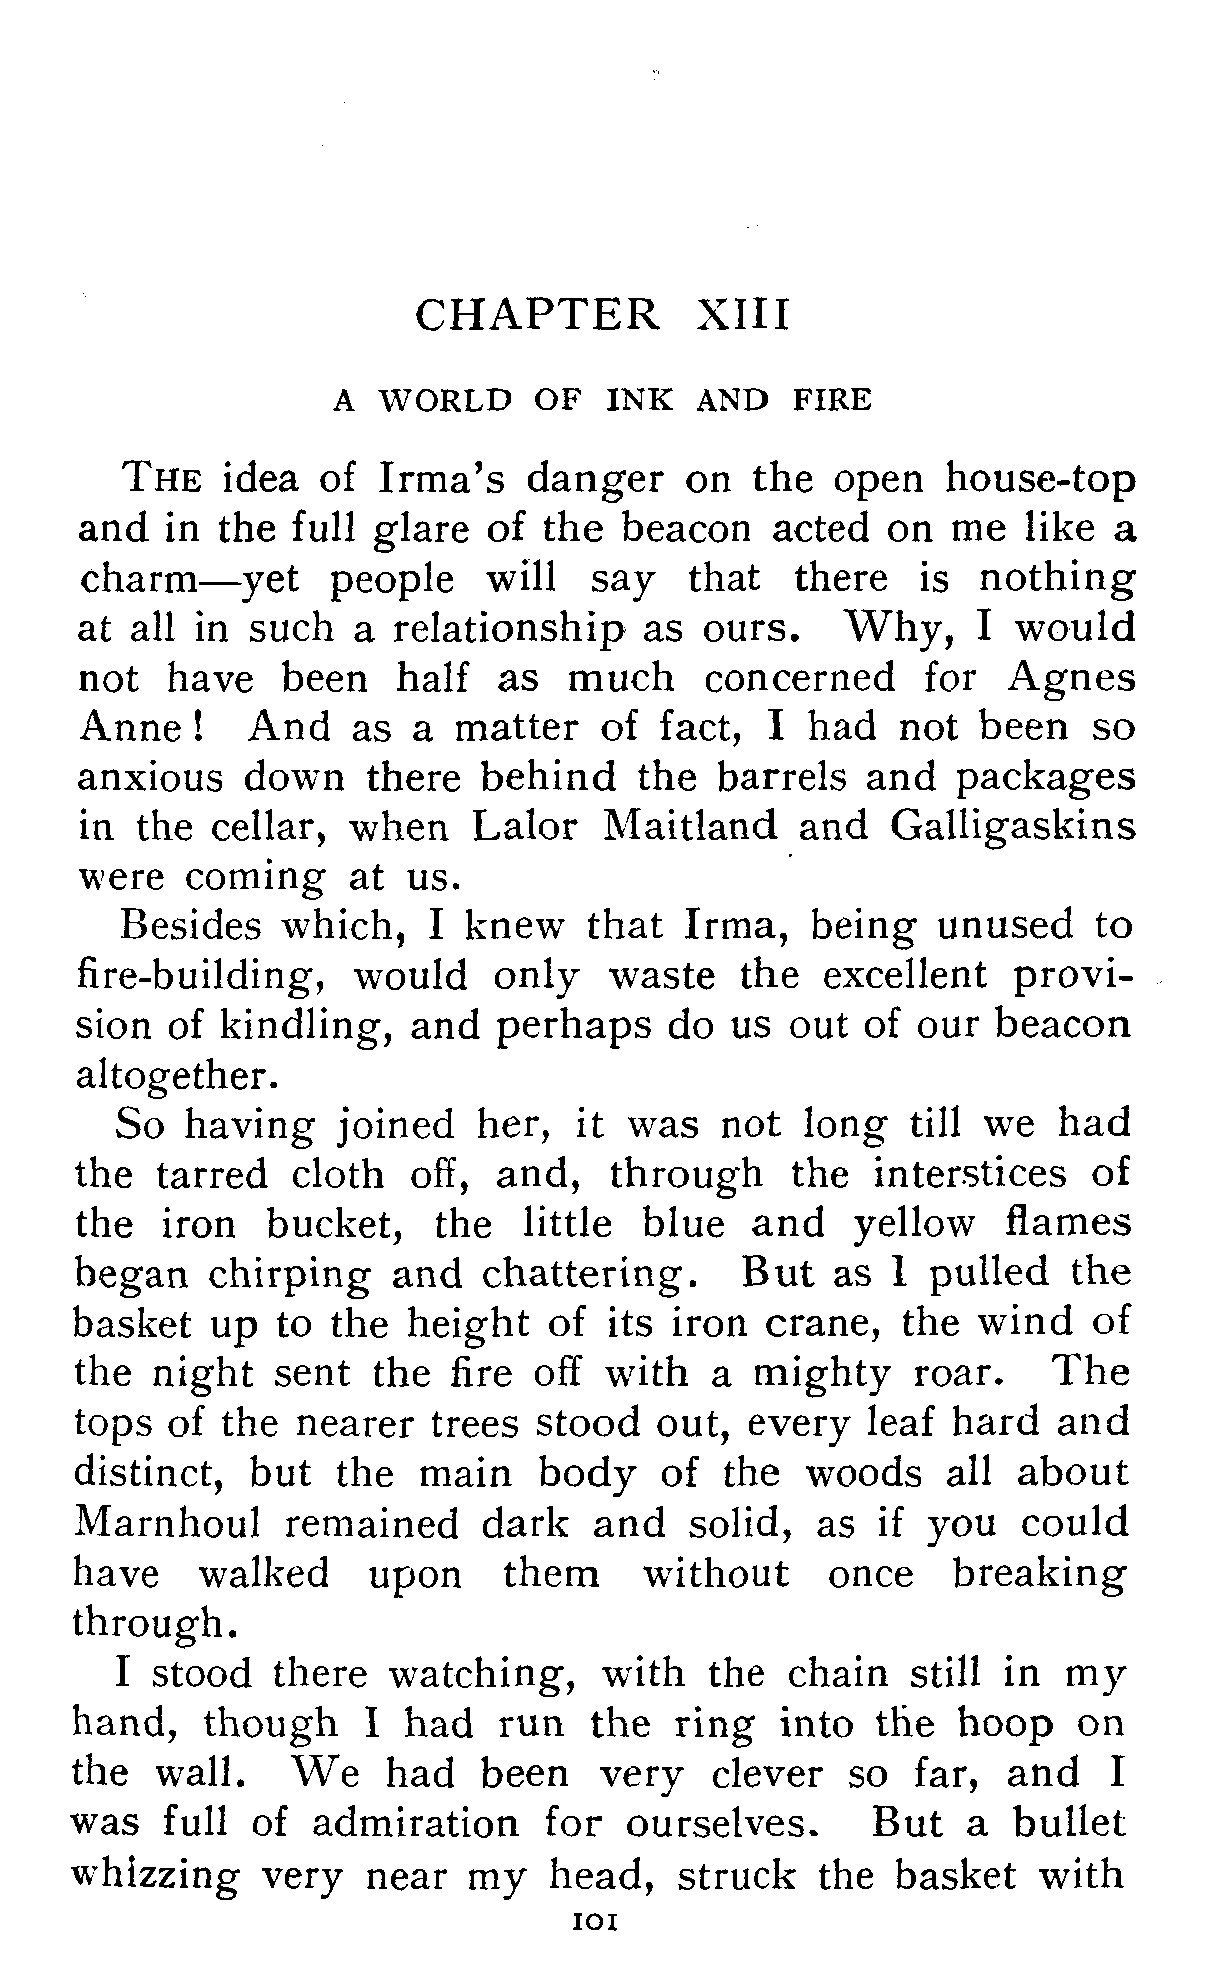 CHAPTER XIII
A WORLD OF INK AND FIRE
THE idea of Irma's danger on the open house-top
and in the full glare of the beacon acted on me like a
charm—yet people will say that there is nothing
at all in such a relationship as ours. Why, I would
not have been half as much concerned for Agnes
Anne! And as a matter of fact, I had not been so
anxious down there behind the barrels and packages
in the cellar, when Lalor Maitland and Galligaskins
were coming at us.
Besides which, I knew that Irma, being unused to
fire-building, would only waste the excellent provi-
sion of kindling, and perhaps do us out of our beacon
altogether.
So having joined her, it was not long till we had
the tarred cloth off, and, through the interstices of
the iron bucket, the little blue and yellow flames
began chirping and chattering. But as I pulled the
basket up to the height of its iron crane, the wind of
the night sent the fire off with a mighty roar. The
tops of the nearer trees stood out, every leaf hard and
distinct, but the main body of the woods all about
Marnhoul remained dark and solid, as if you could
have walked upon them without once breaking
through.
I stood there watching, with the chain still in my
hand, though I had run the ring into the hoop on
the wall. We had been very clever so far, and I
was full of admiration for ourselves. But a bullet
whizzing very near my head, struck the basket with
101